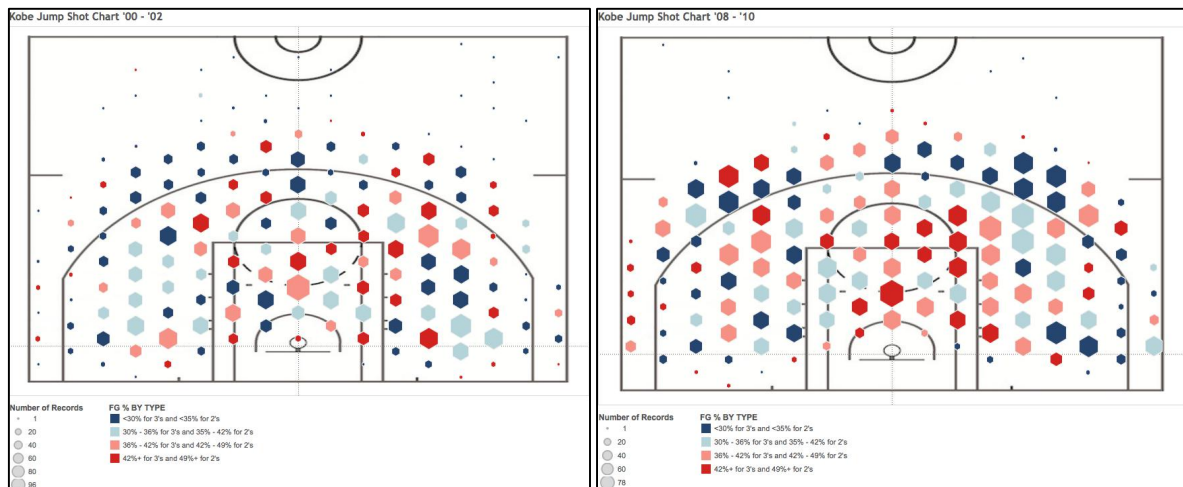 Kobe Jump Shot Chart '00 - '02
Number of Records
1
20
40
60
80
96
FG % BY TYPE
<30% for 3's and <35% for 2's
30% - 36% for 3's and 35% - 42% for 2's
36% - 42% for 3's and 42% - 49% for 2's
42%+ for 3's and 49%+ for 2's
Kobe Jump Shot Chart '08 - '10
Number of Records
1
20
40
60
78
FG % BY TYPE
<30% for 3's and <35% for 2's
30% - 36% for 3's and 35% - 42% for 2's
36% - 42% for 3's and 42% - 49% for 2's
42%+ for 3's and 49%+ for 2's